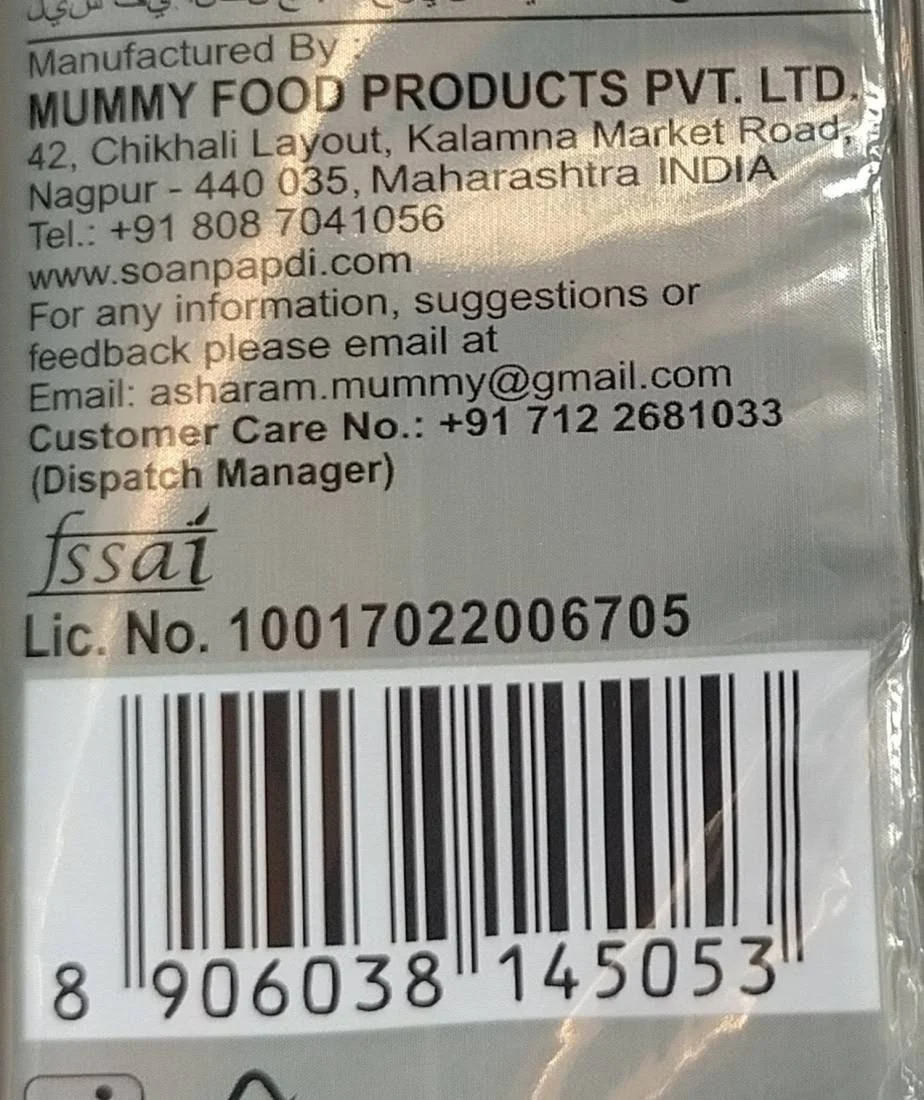 Manufactured By :
MUMMY FOOD PRODUCTS PVT. LTD.
42, Chikhali Layout, Kalamna Market Road,
Nagpur - 440 035, Maharashtra INDIA
Tel.: +91 808 7041056
www.soanpapdi.com
For any information, suggestions or
feedback please email at
Email: asharam.mummy@gmail.com
Customer Care No.: +91 712 2681033
(Dispatch Manager)
fssai
Lic. No. 10017022006705
8 906038 145053